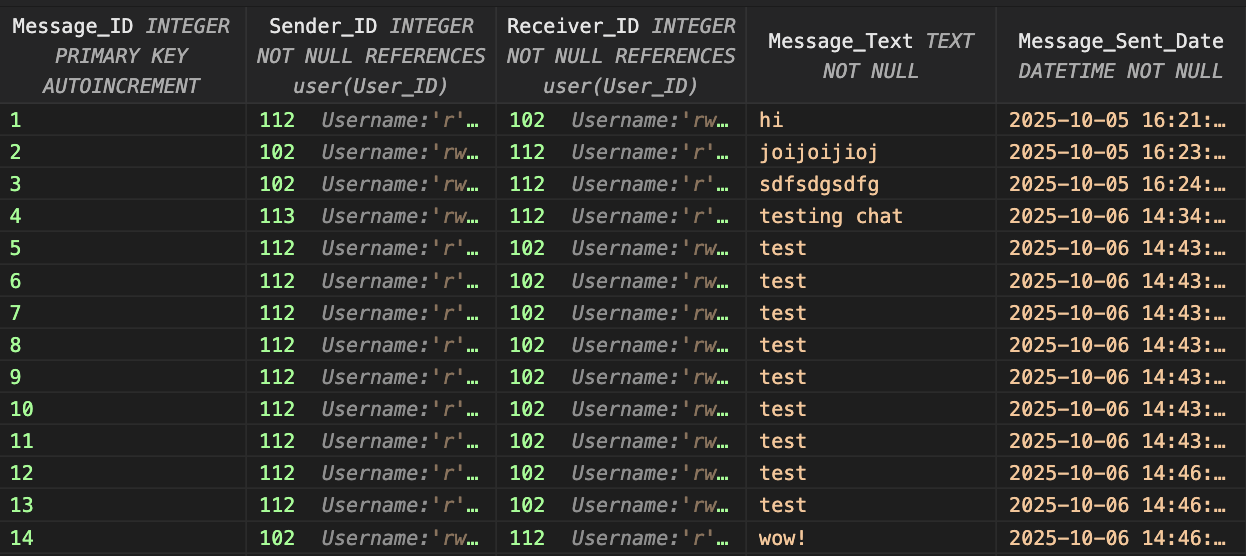 Message_ID INTEGER PRIMARY KEY AUTOINCREMENT Sender_ID INTEGER NOT NULL REFERENCES user(User_ID) Receiver_ID INTEGER NOT NULL REFERENCES user(User_ID) Message_Text TEXT NOT NULL Message_Sent_Date DATETIME NOT NULL
1 112 Username:'r'… 102 Username:'rw… hi 2025-10-05 16:21:…
2 102 Username:'rw… 112 Username:'r'… joijoijioj 2025-10-05 16:23:…
3 102 Username:'rw… 112 Username:'r'… sdfsdgsdfg 2025-10-05 16:24:…
4 113 Username:'rw… 112 Username:'r'… testing chat 2025-10-06 14:34:…
5 112 Username:'r'… 102 Username:'rw… test 2025-10-06 14:43:…
6 112 Username:'r'… 102 Username:'rw… test 2025-10-06 14:43:…
7 112 Username:'r'… 102 Username:'rw… test 2025-10-06 14:43:…
8 112 Username:'r'… 102 Username:'rw… test 2025-10-06 14:43:…
9 112 Username:'r'… 102 Username:'rw… test 2025-10-06 14:43:…
10 112 Username:'r'… 102 Username:'rw… test 2025-10-06 14:43:…
11 112 Username:'r'… 102 Username:'rw… test 2025-10-06 14:43:…
12 112 Username:'r'… 102 Username:'rw… test 2025-10-06 14:46:…
13 112 Username:'r'… 102 Username:'rw… test 2025-10-06 14:46:…
14 102 Username:'rw… 112 Username:'r'… wow! 2025-10-06 14:46:…